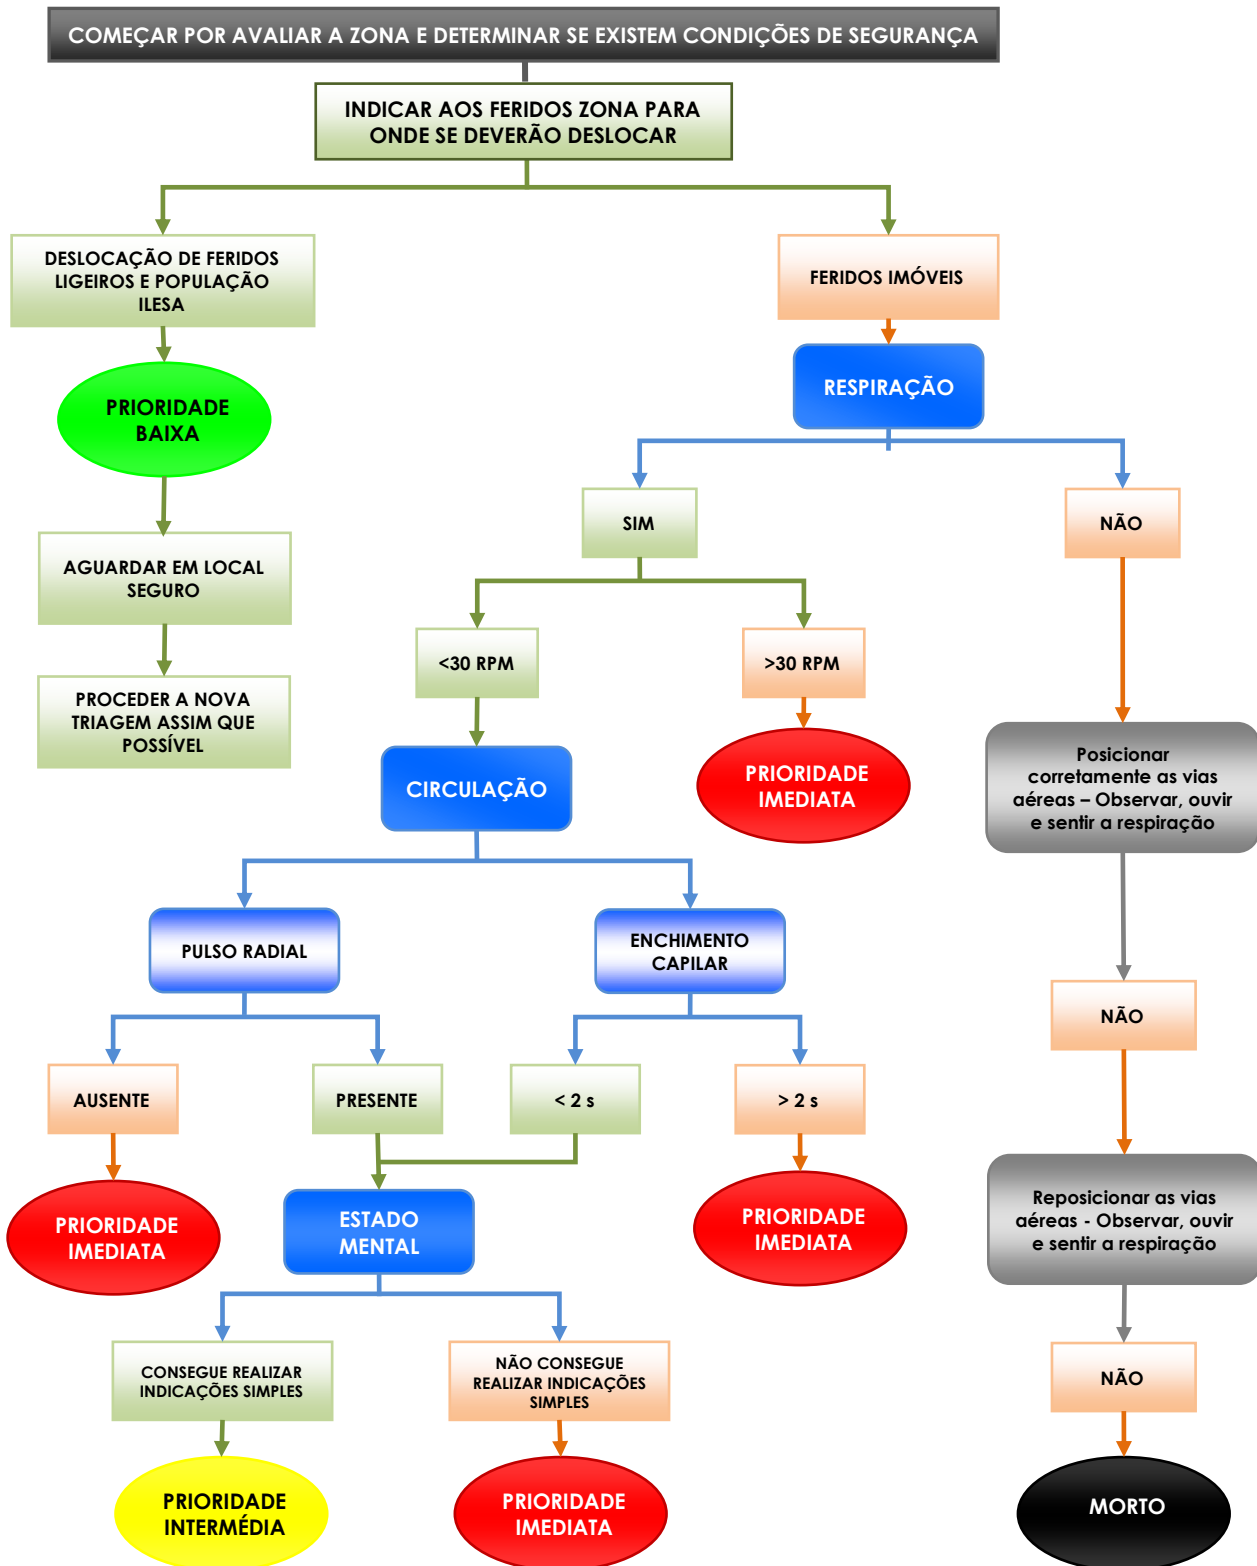 COMEÇAR POR AVALIAR A ZONA E DETERMINAR SE EXISTEM CONDIÇÕES DE SEGURANÇA
INDICAR AOS FERIDOS ZONA PARA
ONDE SE DEVERÃO DESLOCAR
DESLOCAÇÃO DE FERIDOS
LIGEIROS E POPULAÇÃO
ILESA
FERIDOS IMÓVEIS
PRIORIDADE
BAIXA
RESPIRAÇÃO
SIM
NÃO
AGUARDAR EM LOCAL
SEGURO
<30 RPM
>30 RPM
PROCEDER A NOVA
TRIAGEM ASSIM QUE
POSSÍVEL
CIRCULAÇÃO
PRIORIDADE
IMEDIATA
Posicionar
corretamente as vias
aéreas – Observar, ouvir
e sentir a respiração
PULSO RADIAL
ENCHIMENTO
CAPILAR
NÃO
AUSENTE
PRESENTE
< 2 s
> 2 s
PRIORIDADE
IMEDIATA
ESTADO
MENTAL
PRIORIDADE
IMEDIATA
Reposicionar as vias
aéreas - Observar, ouvir
e sentir a respiração
CONSEGUE REALIZAR
INDICAÇÕES SIMPLES
NÃO CONSEGUE
REALIZAR INDICAÇÕES
SIMPLES
NÃO
PRIORIDADE
INTERMÉDIA
PRIORIDADE
IMEDIATA
MORTO